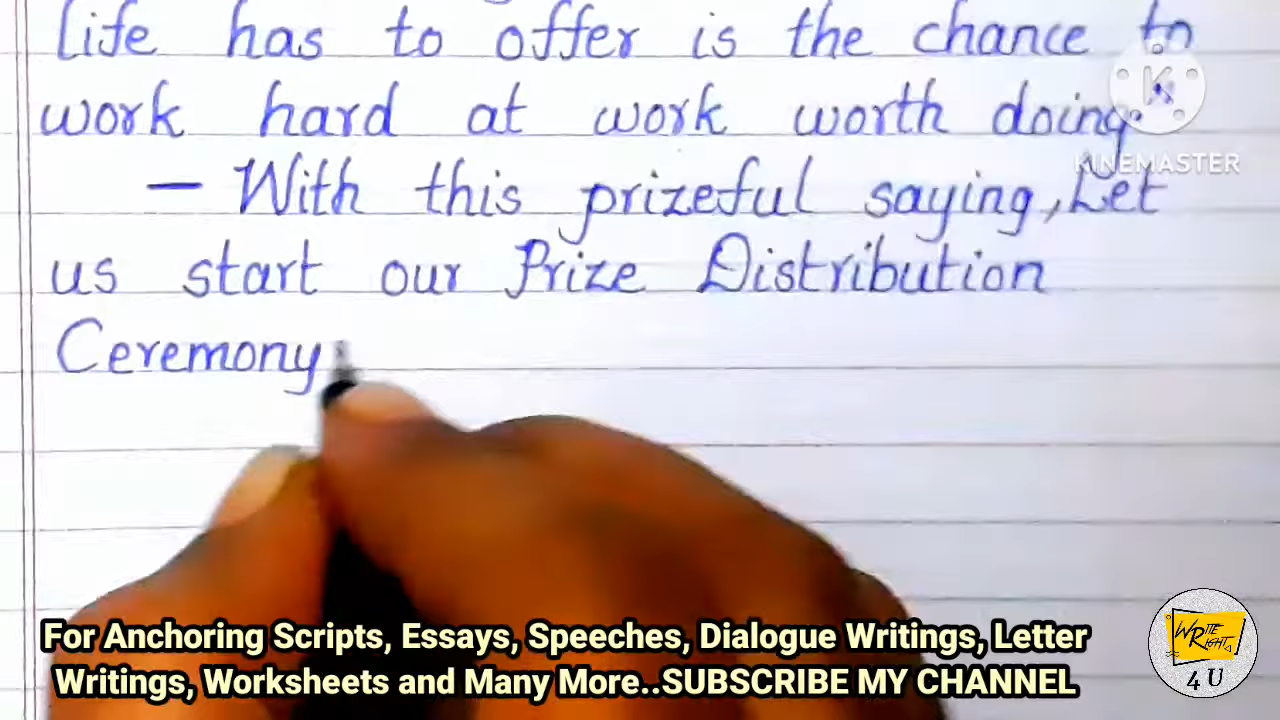 life has to offer is the chance to
work hard at work worth doing.
— With this prizeful saying, Let
us start our Prize Distribution
Ceremony
KINEMASTER
For Anchoring Scripts, Essays, Speeches, Dialogue Writings, Letter
Writings, Worksheets and Many More..SUBSCRIBE MY CHANNEL
WRITE
RIGHT
4 U